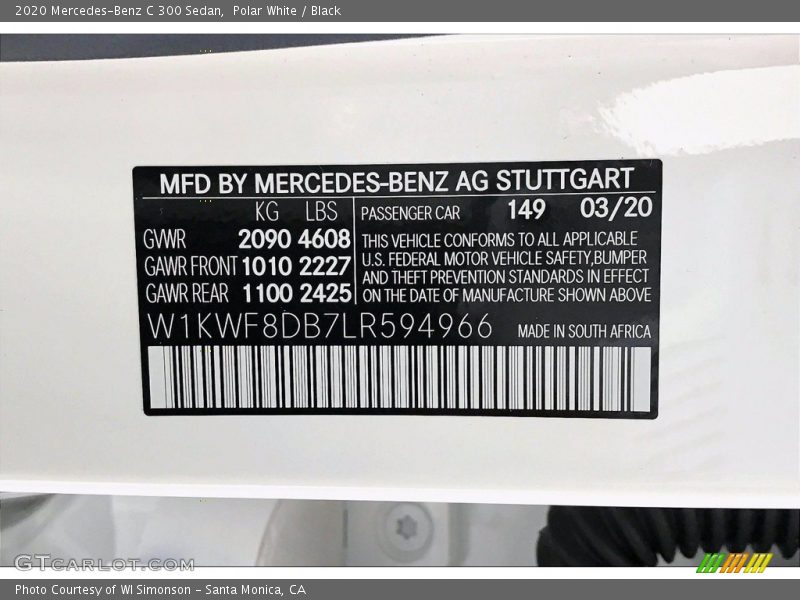 2020 Mercedes-Benz C 300 Sedan, Polar White / Black
MFD BY MERCEDES-BENZ AG STUTTGART
KG LBS PASSENGER CAR 149 03/20
GVWR 2090 4608 THIS VEHICLE CONFORMS TO ALL APPLICABLE
GAWR FRONT 1010 2227 U.S. FEDERAL MOTOR VEHICLE SAFETY,BUMPER
AND THEFT PREVENTION STANDARDS IN EFFECT
GAWR REAR 1100 2425 ON THE DATE OF MANUFACTURE SHOWN ABOVE
W1KWF8DB7LR594966 MADE IN SOUTH AFRICA
GTCarLot.com
Photo Courtesy of WI Simonson - Santa Monica, CA